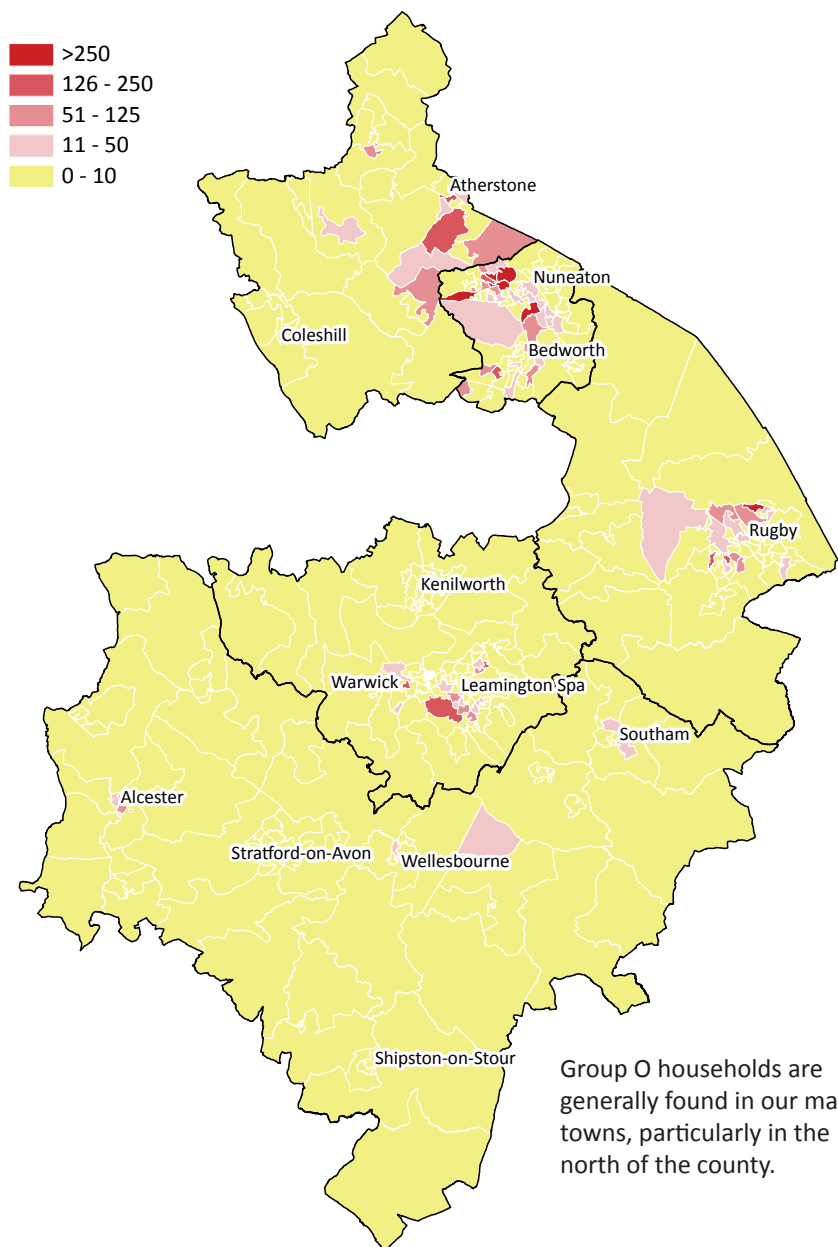 >250
126 - 250
51 - 125
11 - 50
0 - 10
Atherstone
Nuneaton
Coleshill
Bedworth
Rugby
Kenilworth
Warwick
Leamington Spa
Southam
Alcester
Stratford-on-Avon
Wellesbourne
Shipston-on-Stour
Group O households are
generally found in our ma
towns, particularly in the
north of the county.